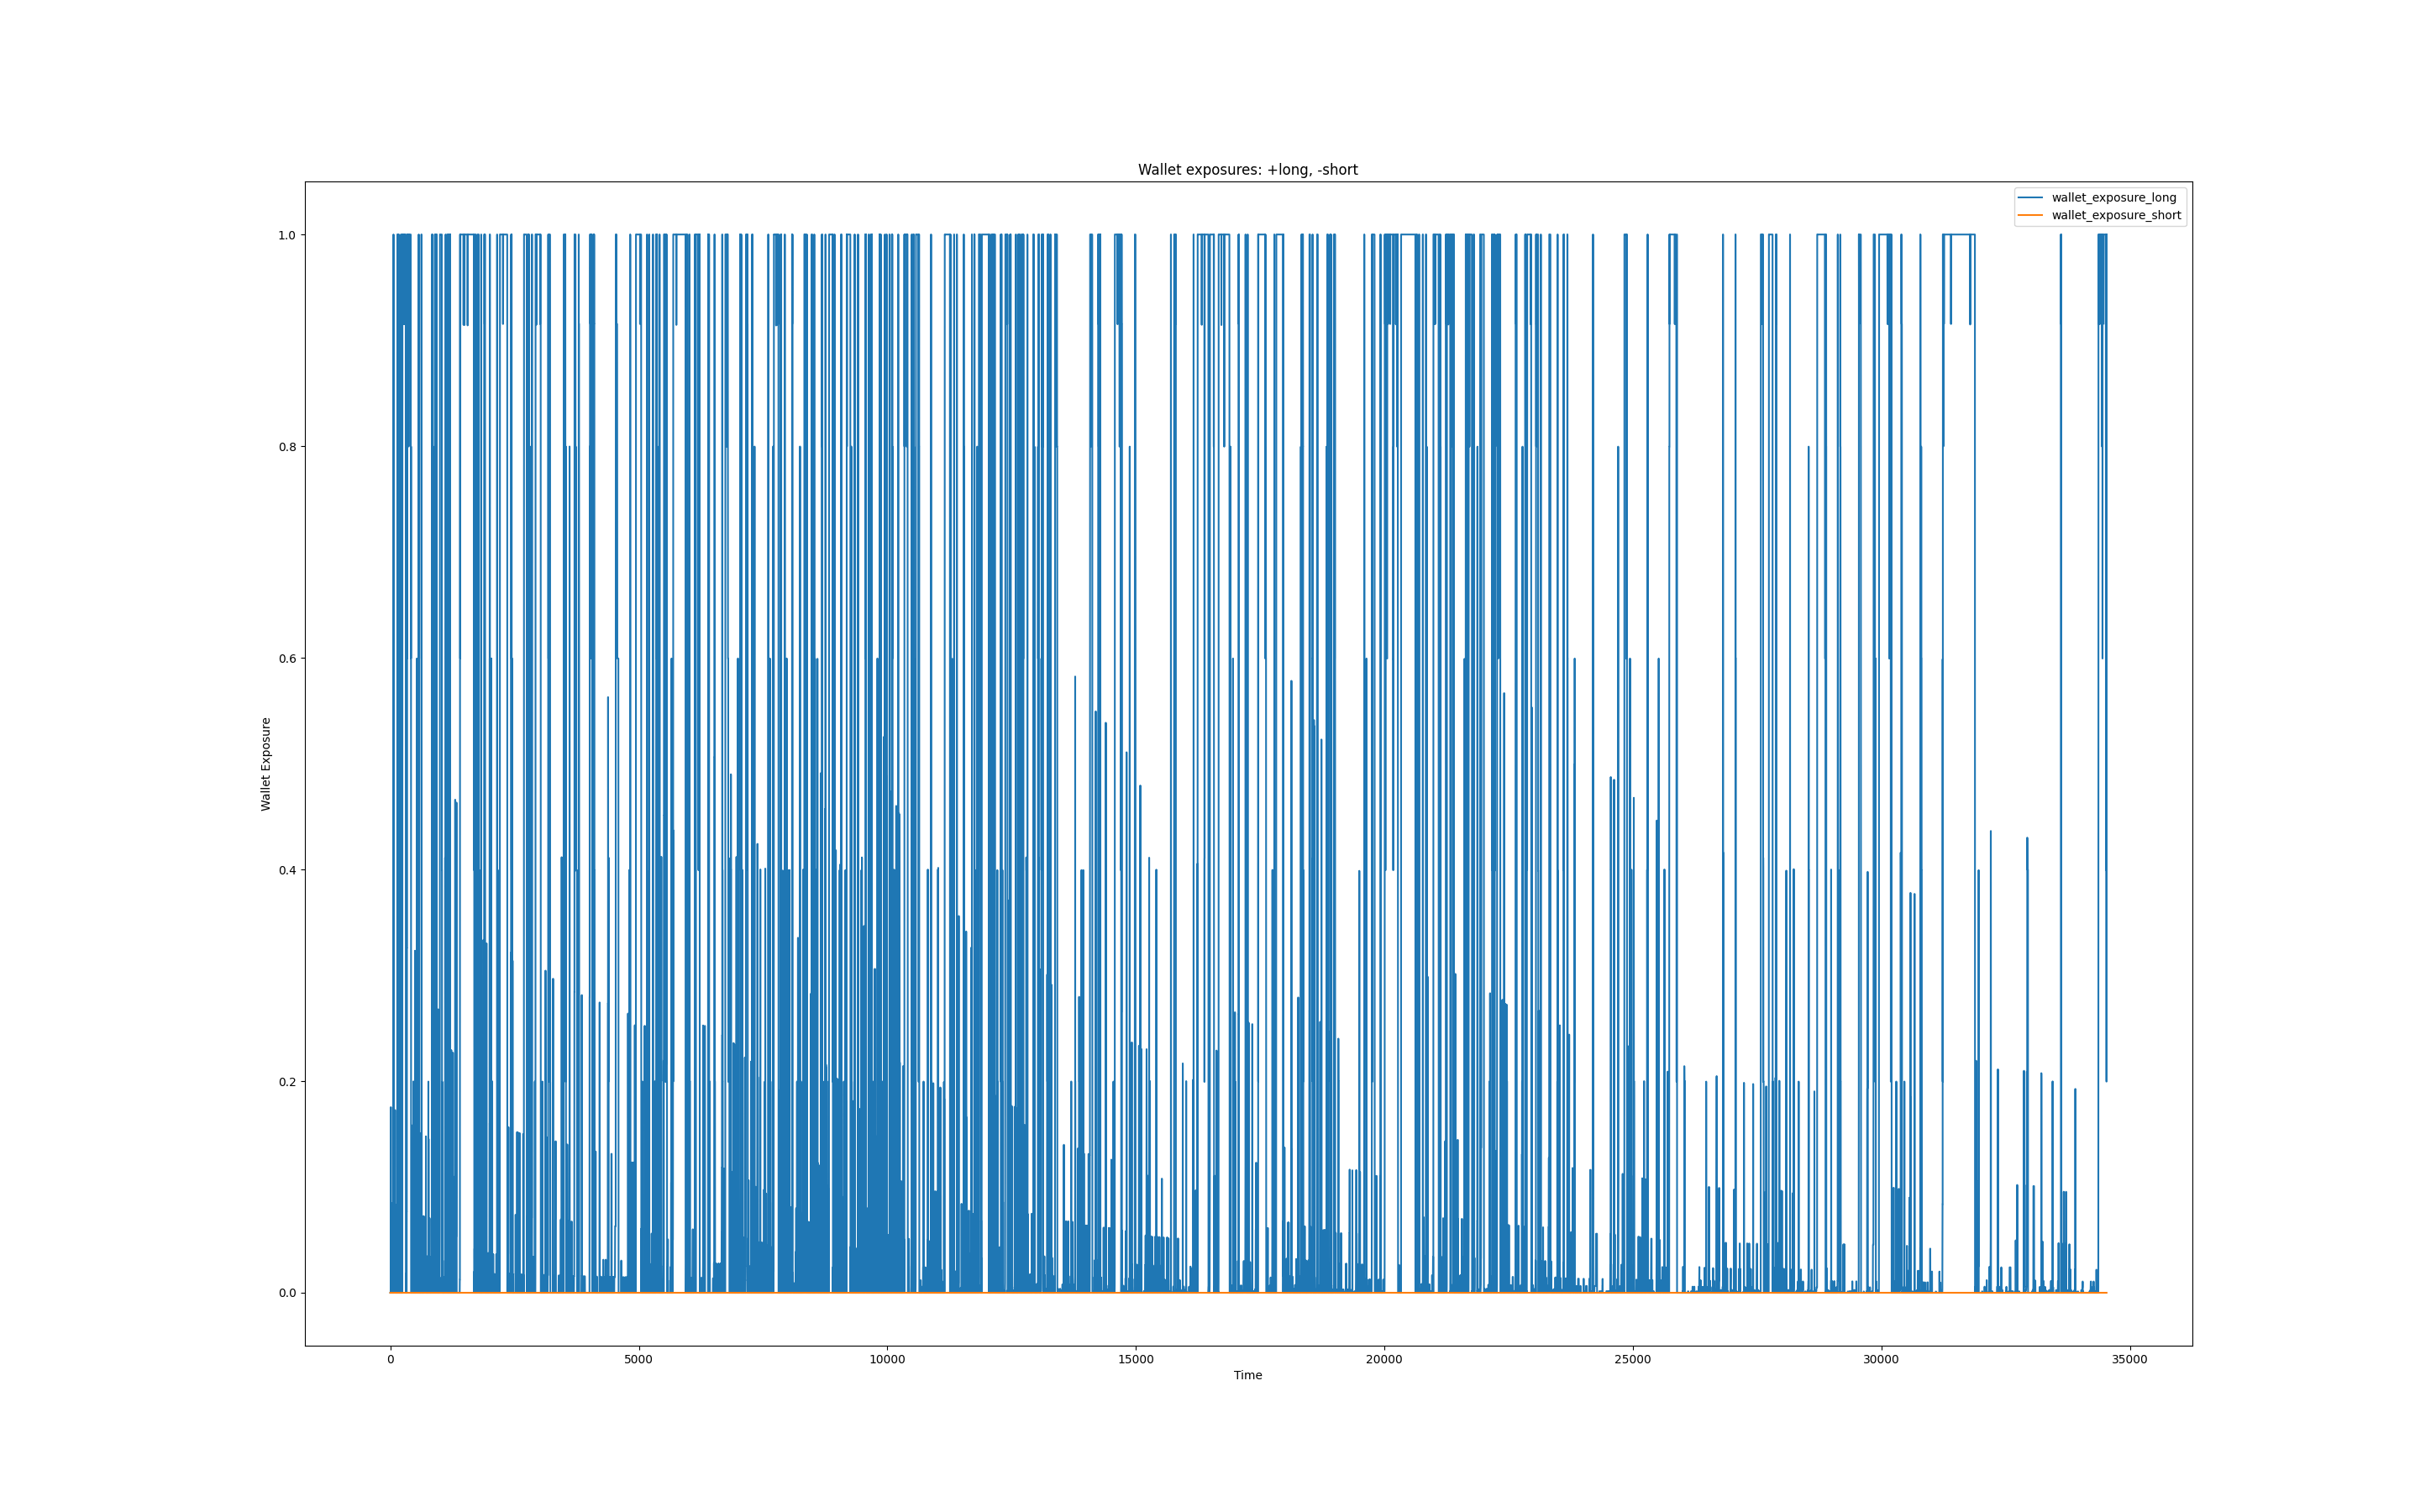 Wallet exposures: +long, -short
wallet_exposure_long
wallet_exposure_short
1.0
0.8
0.6
0.4
0.2
0.0
Wallet Exposure
0 5000 10000 15000 20000 25000 30000 35000
Time